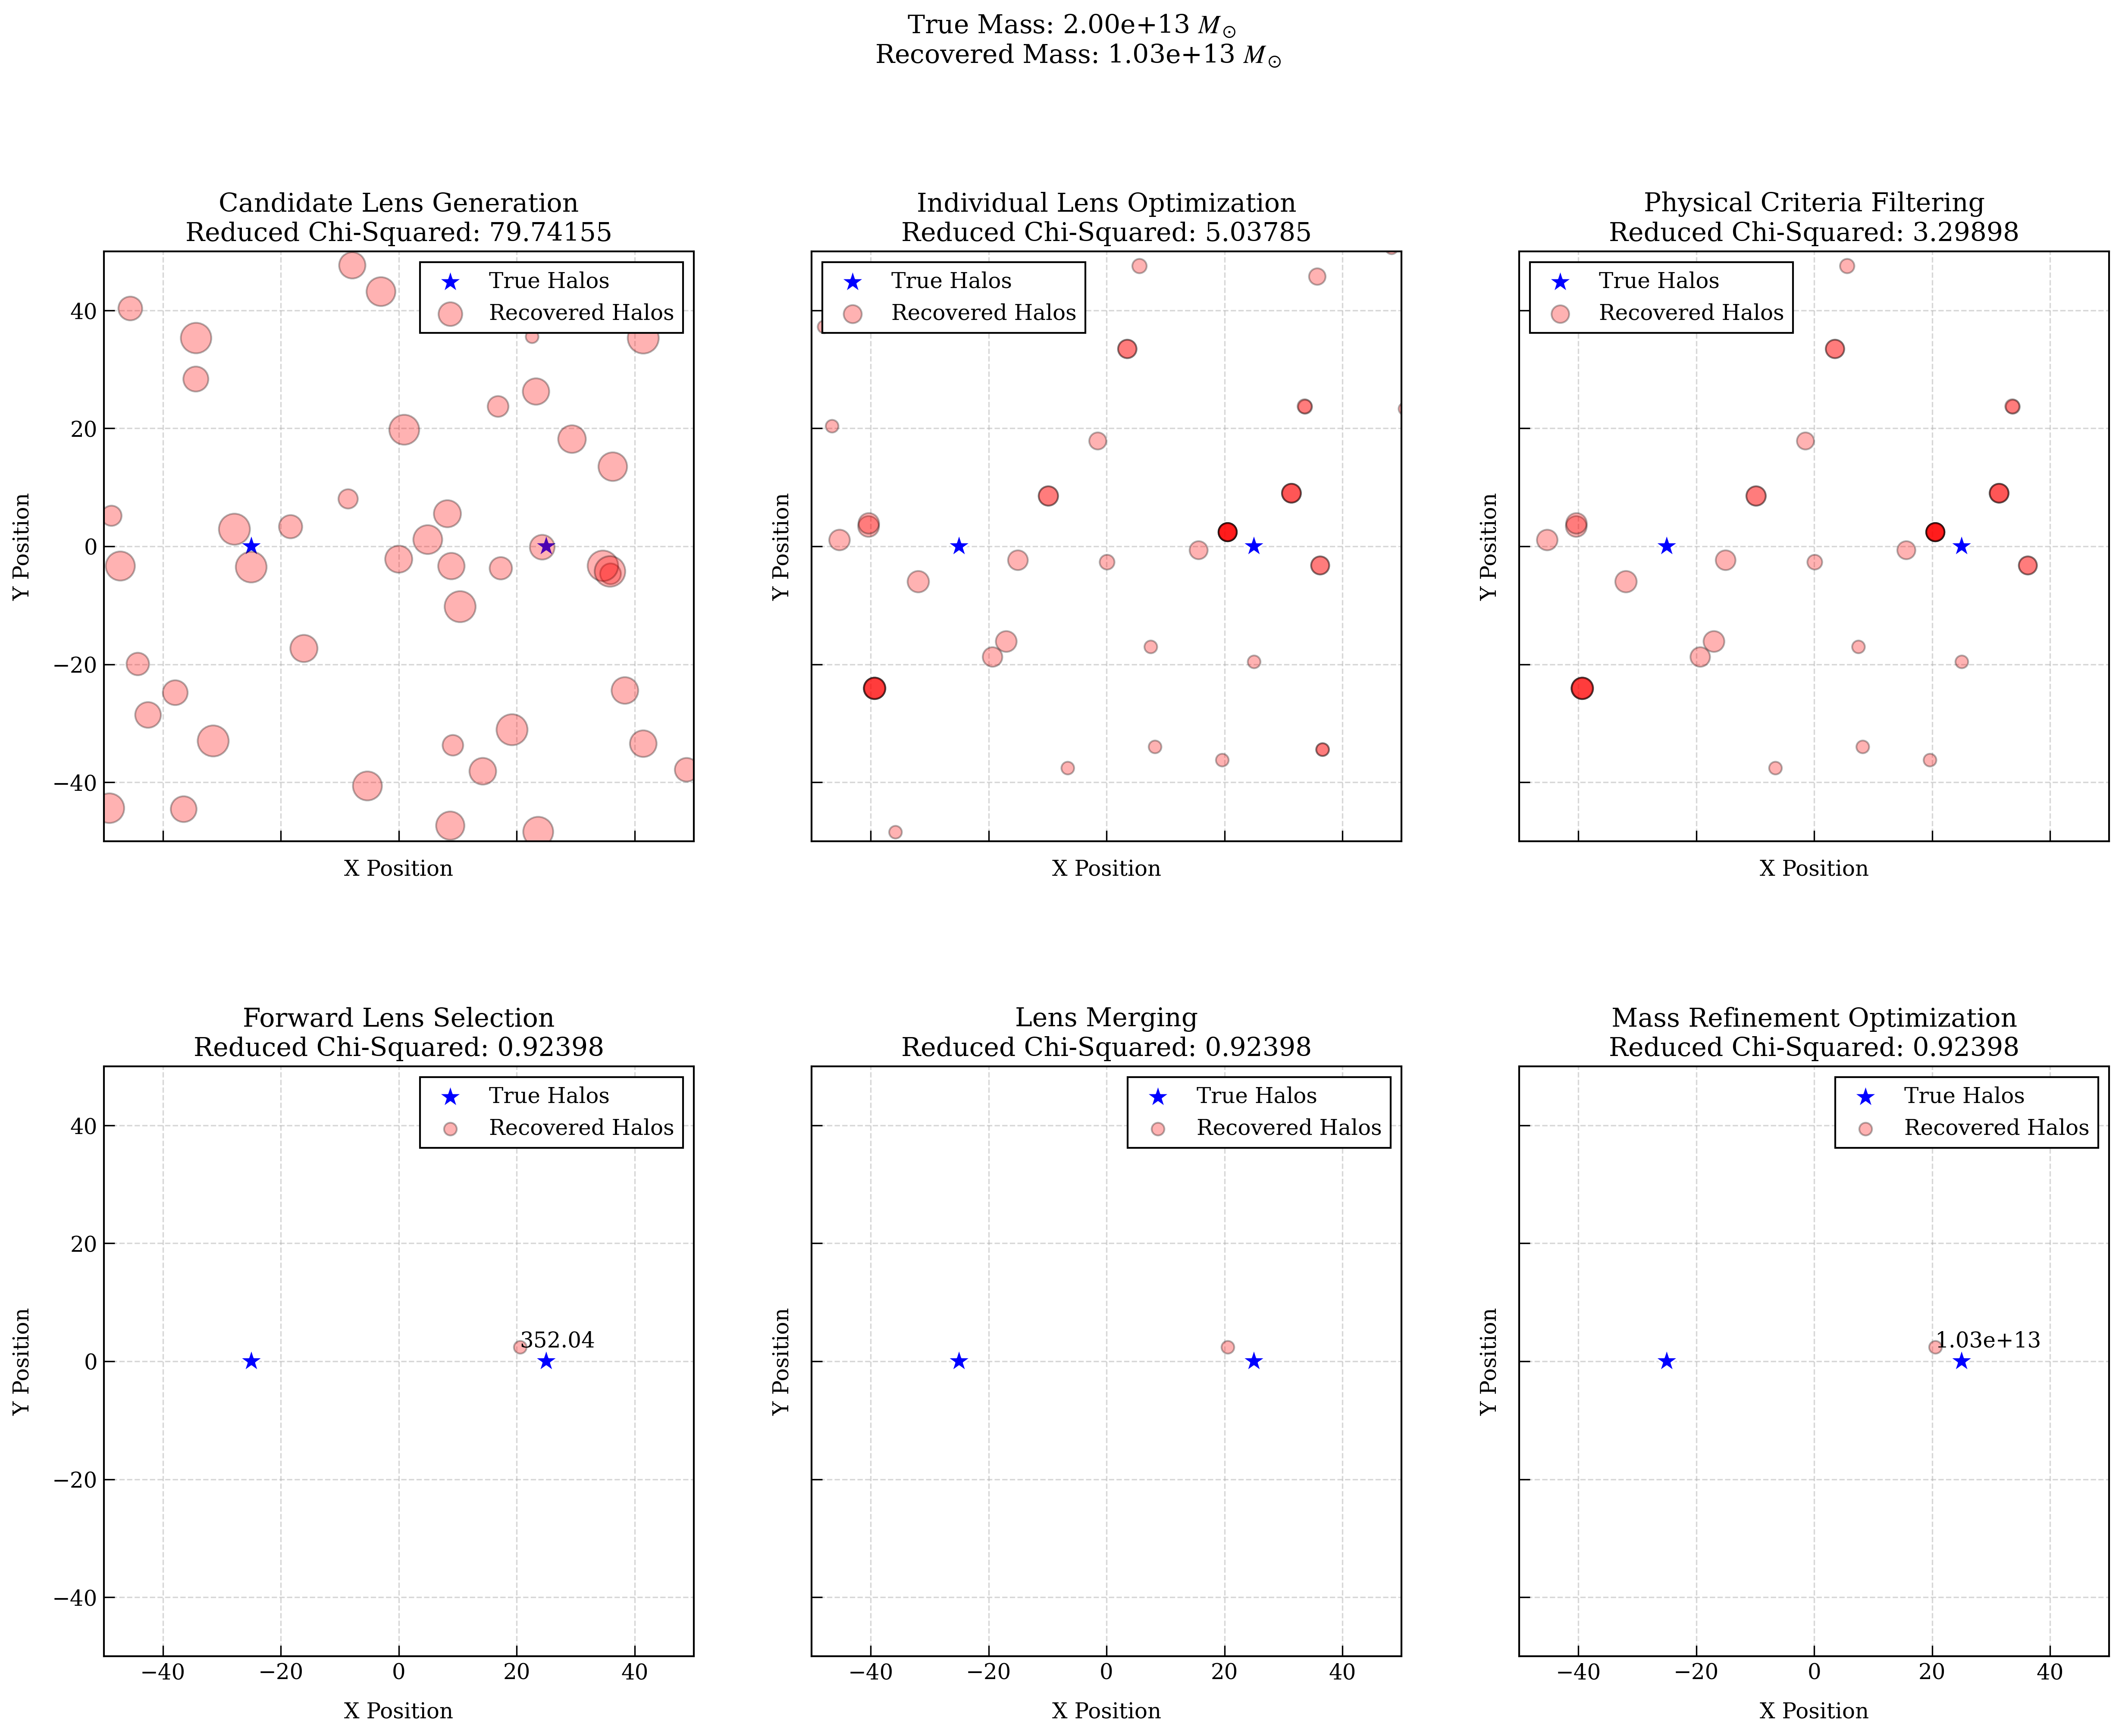 True Mass: 2.00e+13 M⊙
Recovered Mass: 1.03e+13 M⊙
Candidate Lens Generation
Reduced Chi-Squared: 79.74155
True Halos
Recovered Halos
40
20
0
−20
−40
Y Position
X Position
Individual Lens Optimization
Reduced Chi-Squared: 5.03785
True Halos
Recovered Halos
Y Position
X Position
Physical Criteria Filtering
Reduced Chi-Squared: 3.29898
True Halos
Recovered Halos
Y Position
X Position
Forward Lens Selection
Reduced Chi-Squared: 0.92398
True Halos
Recovered Halos
352.04
40
20
0
−20
−40
Y Position
−40 −20 0 20 40
X Position
Lens Merging
Reduced Chi-Squared: 0.92398
True Halos
Recovered Halos
Y Position
−40 −20 0 20 40
X Position
Mass Refinement Optimization
Reduced Chi-Squared: 0.92398
True Halos
Recovered Halos
1.03e+13
Y Position
−40 −20 0 20 40
X Position